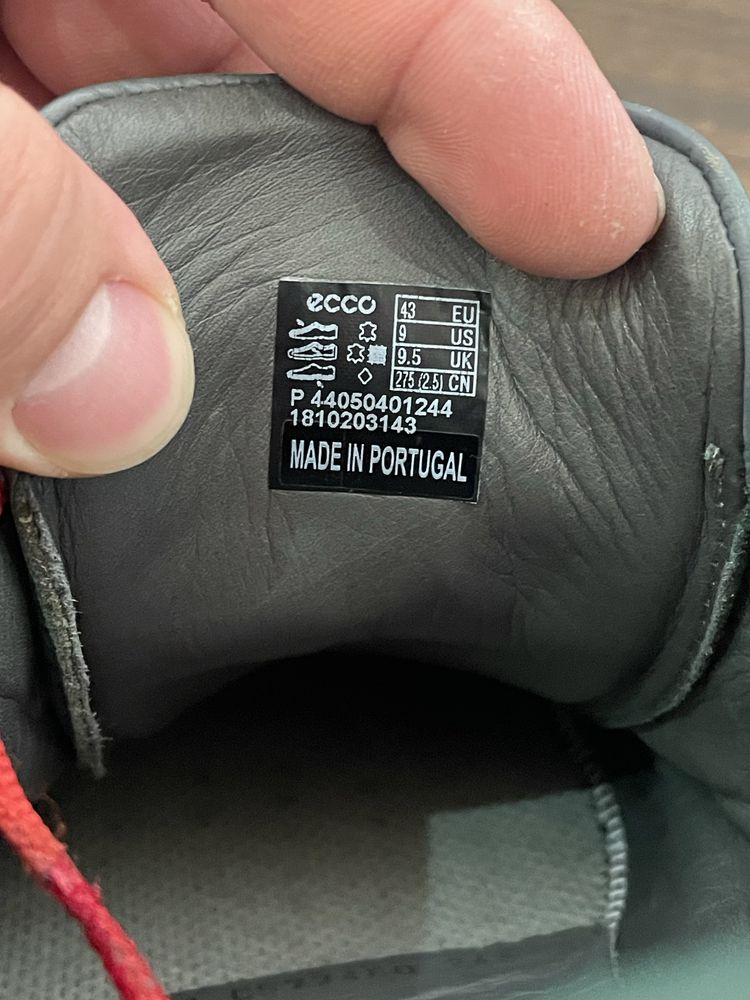 ecco
43 EU
9 US
9.5 UK
275 (2.5) CN
P 44050401244
1810203143
MADE IN PORTUGAL